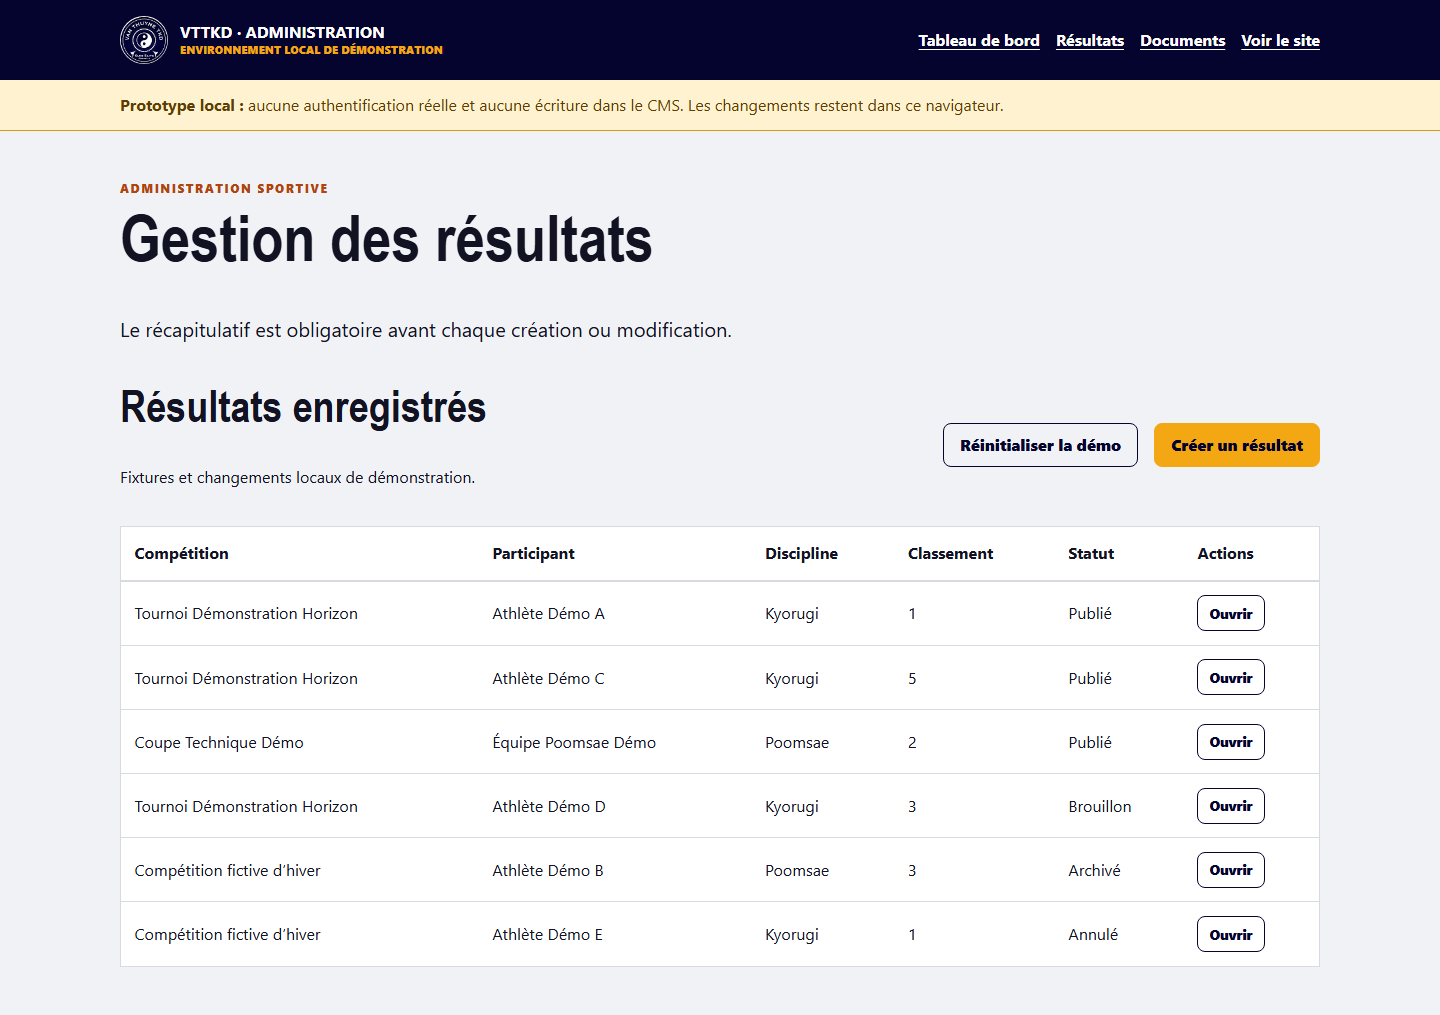 VAN THUYNE TKD
VTTKD · ADMINISTRATION
ENVIRONNEMENT LOCAL DE DÉMONSTRATION
Tableau de bord Résultats Documents Voir le site
Prototype local : aucune authentification réelle et aucune écriture dans le CMS. Les changements restent dans ce navigateur.
ADMINISTRATION SPORTIVE
Gestion des résultats
Le récapitulatif est obligatoire avant chaque création ou modification.
Résultats enregistrés
Réinitialiser la démo Créer un résultat
Fixtures et changements locaux de démonstration.
Compétition Participant Discipline Classement Statut Actions
Tournoi Démonstration Horizon Athlète Démo A Kyorugi 1 Publié Ouvrir
Tournoi Démonstration Horizon Athlète Démo C Kyorugi 5 Publié Ouvrir
Coupe Technique Démo Équipe Poomsae Démo Poomsae 2 Publié Ouvrir
Tournoi Démonstration Horizon Athlète Démo D Kyorugi 3 Brouillon Ouvrir
Compétition fictive d’hiver Athlète Démo B Poomsae 3 Archivé Ouvrir
Compétition fictive d’hiver Athlète Démo E Kyorugi 1 Annulé Ouvrir